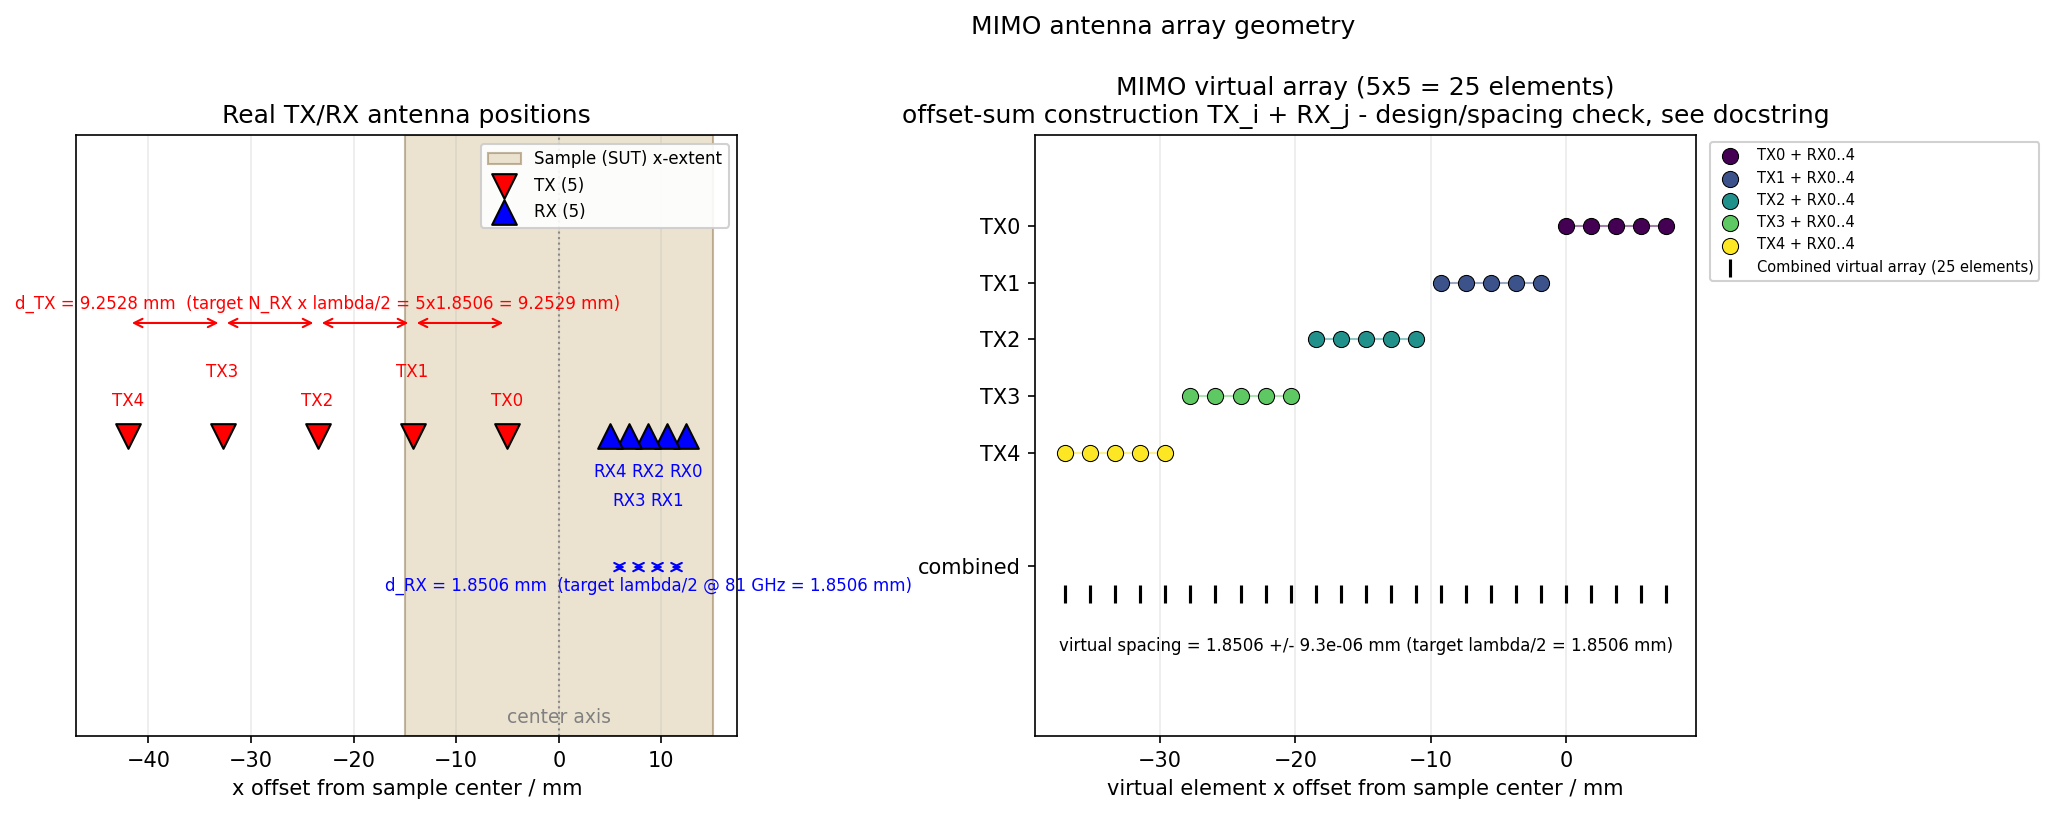 MIMO antenna array geometry
Real TX/RX antenna positions
Sample (SUT) x-extent
TX (5)
RX (5)
d_TX = 9.2528 mm  (target N_RX x lambda/2 = 5x1.8506 = 9.2529 mm)
TX3
TX1
TX4
TX2
TX0
RX4 RX2 RX0
RX3 RX1
d_RX = 1.8506 mm  (target lambda/2 @ 81 GHz = 1.8506 mm)
center axis
−40
−30
−20
−10
0
10
x offset from sample center / mm
MIMO virtual array (5x5 = 25 elements)
offset-sum construction TX_i + RX_j - design/spacing check, see docstring
TX0
TX1
TX2
TX3
TX4
combined
virtual spacing = 1.8506 +/- 9.3e-06 mm (target lambda/2 = 1.8506 mm)
−30
−20
−10
0
virtual element x offset from sample center / mm
TX0 + RX0..4
TX1 + RX0..4
TX2 + RX0..4
TX3 + RX0..4
TX4 + RX0..4
Combined virtual array (25 elements)